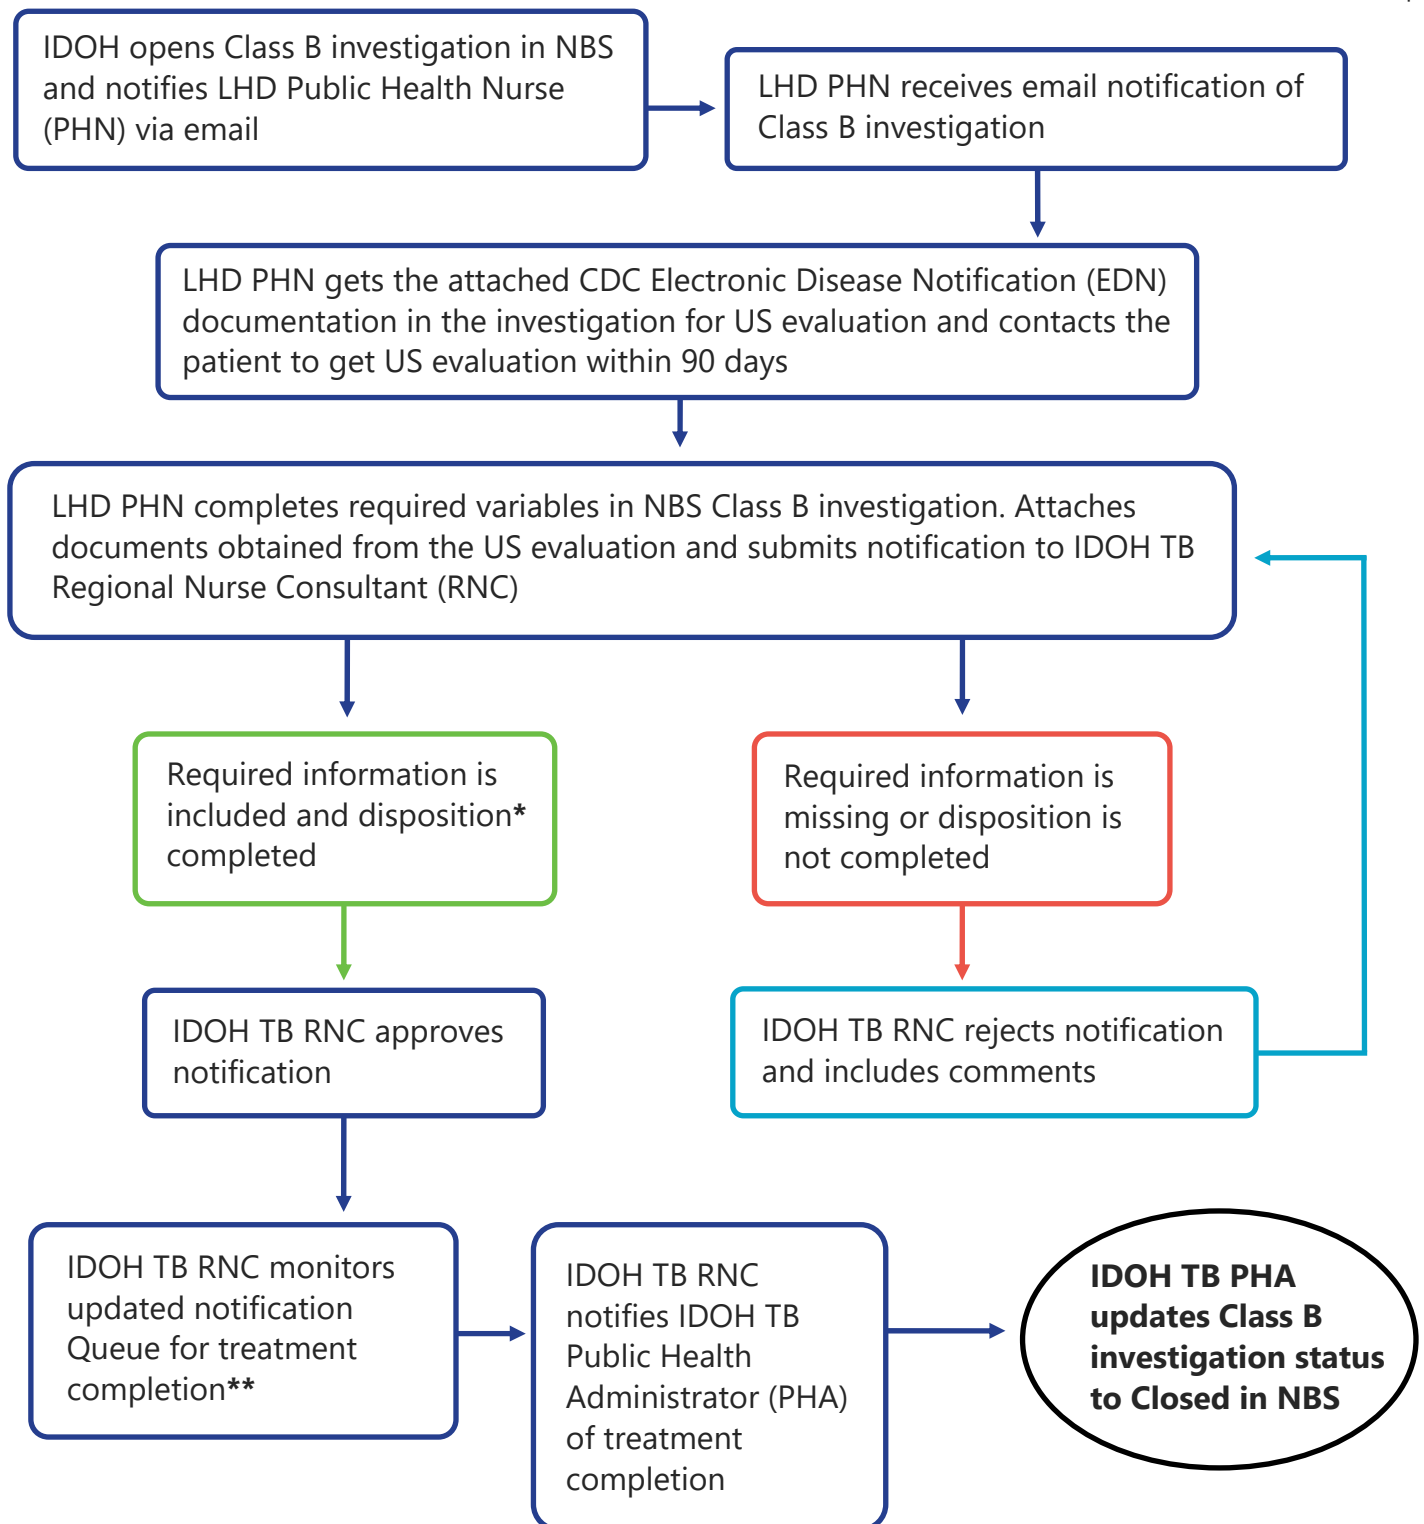 IDOH opens Class B investigation in NBS
and notifies LHD Public Health Nurse
(PHN) via email
LHD PHN receives email notification of
Class B investigation
LHD PHN gets the attached CDC Electronic Disease Notification (EDN)
documentation in the investigation for US evaluation and contacts the
patient to get US evaluation within 90 days
LHD PHN completes required variables in NBS Class B investigation. Attaches
documents obtained from the US evaluation and submits notification to IDOH TB
Regional Nurse Consultant (RNC)
Required information is
included and disposition*
completed
Required information is
missing or disposition is
not completed
IDOH TB RNC approves
notification
IDOH TB RNC rejects notification
and includes comments
IDOH TB RNC monitors
updated notification
Queue for treatment
completion**
IDOH TB RNC
notifies IDOH TB
Public Health
Administrator (PHA)
of treatment
completion
IDOH TB PHA
updates Class B
investigation status
to Closed in NBS